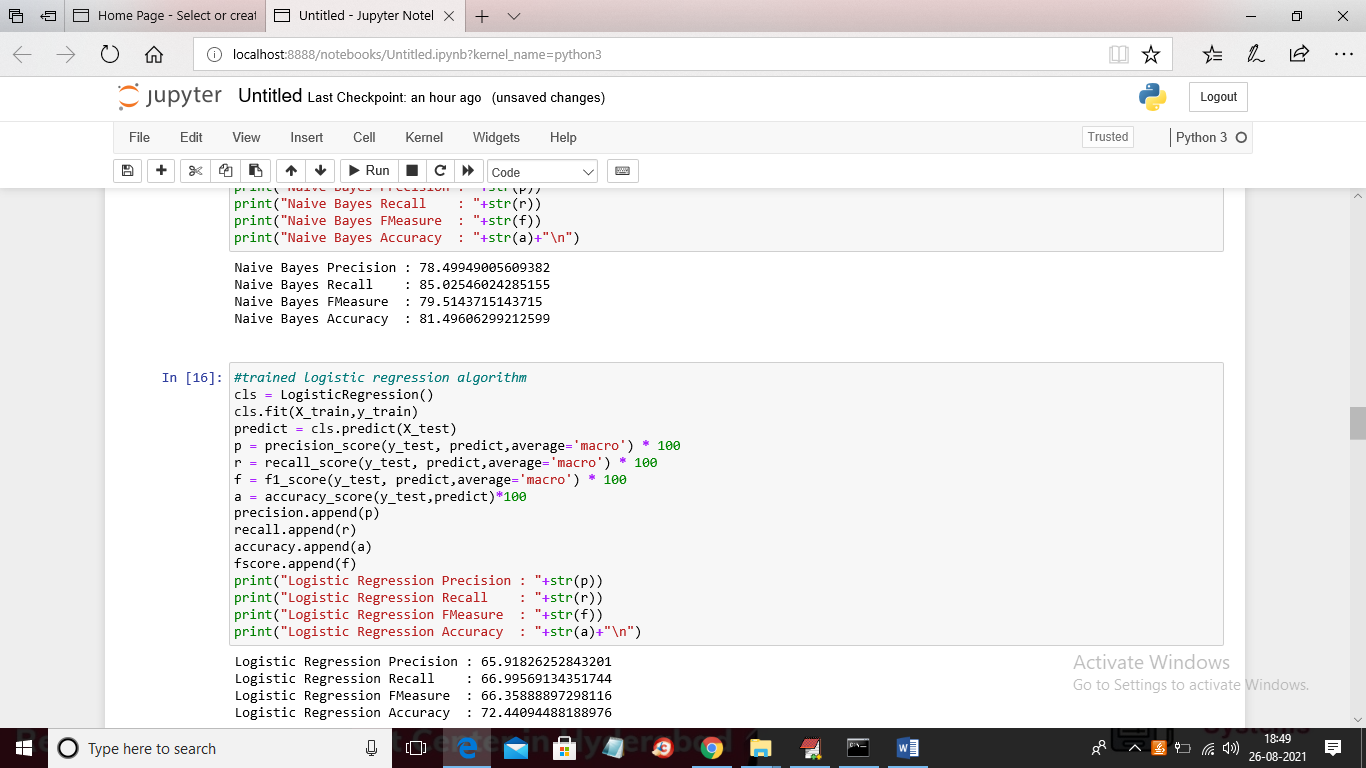 Home Page - Select or creat
Untitled - Jupyter Notel
localhost:8888/notebooks/Untitled.ipynb?kernel_name=python3
jupyter Untitled Last Checkpoint: an hour ago (unsaved changes)
Logout
File Edit View Insert Cell Kernel Widgets Help
Trusted
Python 3
Run
Code
print("Naive Bayes Precision : "+str(p))
print("Naive Bayes Recall    : "+str(r))
print("Naive Bayes FMeasure  : "+str(f))
print("Naive Bayes Accuracy  : "+str(a)+"\n")
Naive Bayes Precision : 78.49949005609382
Naive Bayes Recall    : 85.02546024285155
Naive Bayes FMeasure  : 79.5143715143715
Naive Bayes Accuracy  : 81.49606299212599
In [16]:
#trained logistic regression algorithm
cls = LogisticRegression()
cls.fit(X_train,y_train)
predict = cls.predict(X_test)
p = precision_score(y_test, predict,average='macro') * 100
r = recall_score(y_test, predict,average='macro') * 100
f = f1_score(y_test, predict,average='macro') * 100
a = accuracy_score(y_test,predict)*100
precision.append(p)
recall.append(r)
accuracy.append(a)
fscore.append(f)
print("Logistic Regression Precision : "+str(p))
print("Logistic Regression Recall    : "+str(r))
print("Logistic Regression FMeasure  : "+str(f))
print("Logistic Regression Accuracy  : "+str(a)+"\n")
Logistic Regression Precision : 65.91826252843201
Logistic Regression Recall    : 66.99569134351744
Logistic Regression FMeasure  : 66.35888897298116
Logistic Regression Accuracy  : 72.44094488188976
Activate Windows
Go to Settings to activate Windows.
Type here to search
18:49
26-08-2021